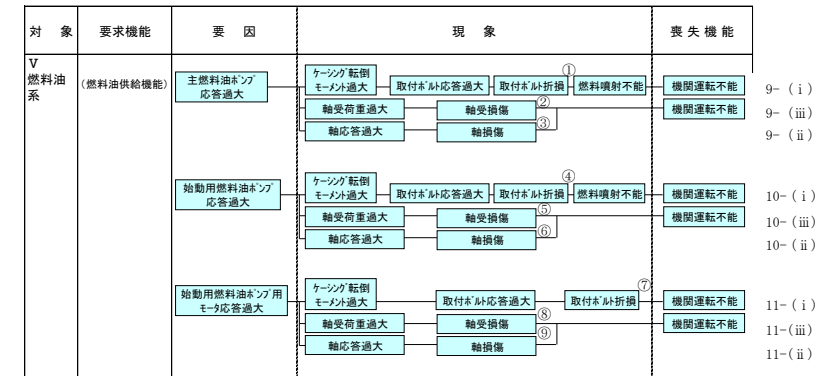 対　象　要求機能　要　因　現　象　喪失機能
Ⅴ
燃料油系
(燃料油供給機能)
主燃料油ポンプ
応答過大
ケーシング転倒
モーメント過大
取付ボルト応答過大
取付ボルト折損
①
燃料噴射不能
機関運転不能
9-（ⅰ）
軸受荷重過大
軸受損傷
②
機関運転不能
9-（ⅲ）
軸応答過大
軸損傷
③
9-（ⅱ）
始動用燃料油ポンプ
応答過大
ケーシング転倒
モーメント過大
取付ボルト応答過大
取付ボルト折損
④
燃料噴射不能
機関運転不能
10-（ⅰ）
軸受荷重過大
軸受損傷
⑤
機関運転不能
10-（ⅲ）
軸応答過大
軸損傷
⑥
10-（ⅱ）
始動用燃料油ポンプ用
モータ応答過大
ケーシング転倒
モーメント過大
取付ボルト応答過大
取付ボルト折損
⑦
機関運転不能
11-（ⅰ）
軸受荷重過大
軸受損傷
⑧
機関運転不能
11-（ⅲ）
軸応答過大
軸損傷
⑨
11-（ⅱ）